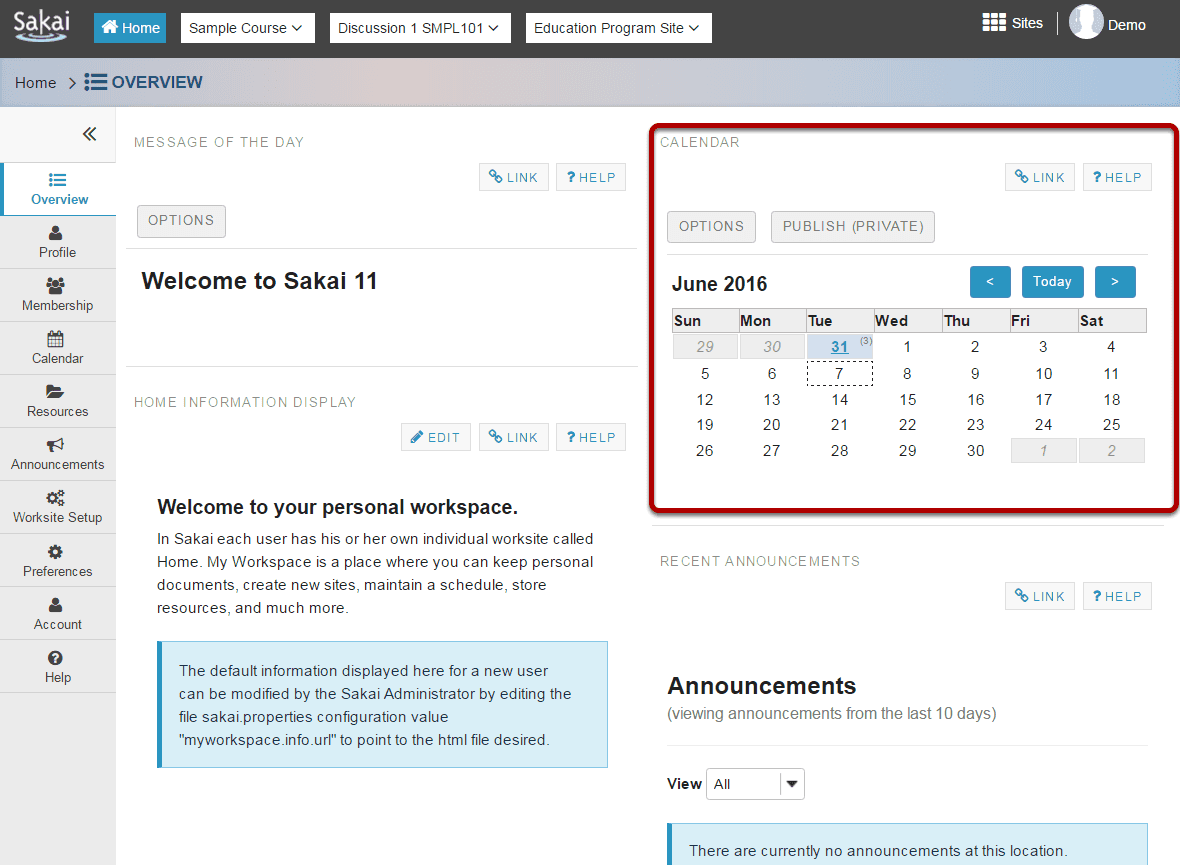 Sakai
Home
Sample Course
Discussion 1 SMPL101
Education Program Site
Sites
Demo
Home > OVERVIEW
Overview
Profile
Membership
Calendar
Resources
Announcements
Worksite Setup
Preferences
Account
Help
MESSAGE OF THE DAY
LINK ? HELP
OPTIONS
Welcome to Sakai 11
HOME INFORMATION DISPLAY
EDIT LINK ? HELP
Welcome to your personal workspace.
In Sakai each user has his or her own individual worksite called
Home. My Workspace is a place where you can keep personal
documents, create new sites, maintain a schedule, store
resources, and much more.
The default information displayed here for a new user
can be modified by the Sakai Administrator by editing the
file sakai.properties configuration value
"myworkspace.info.url" to point to the html file desired.
CALENDAR
LINK ? HELP
OPTIONS PUBLISH (PRIVATE)
June 2016 < Today >
Sun Mon Tue Wed Thu Fri Sat
29 30 31 (3) 1 2 3 4
5 6 7 8 9 10 11
12 13 14 15 16 17 18
19 20 21 22 23 24 25
26 27 28 29 30 1 2
RECENT ANNOUNCEMENTS
LINK ? HELP
Announcements
(viewing announcements from the last 10 days)
View All
There are currently no announcements at this location.